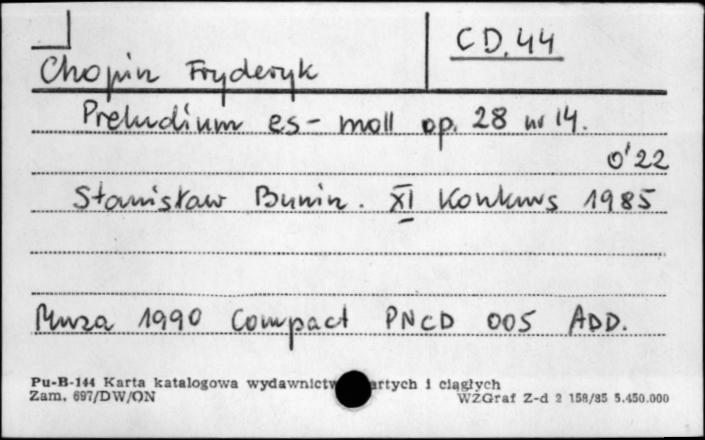 CD.44
Chopin Fryderyk
Preludium es-moll op. 28 nr 14.
0'22
Stanisław Bunin. XI Konkurs 1985
Muza 1990 Compact PNCD 005 ADD.
Pu-B-144 Karta katalogowa wydawnictw artych i ciągłych
Zam. 697/DW/ON WZGraf Z-d 2 158/85 5.450.000